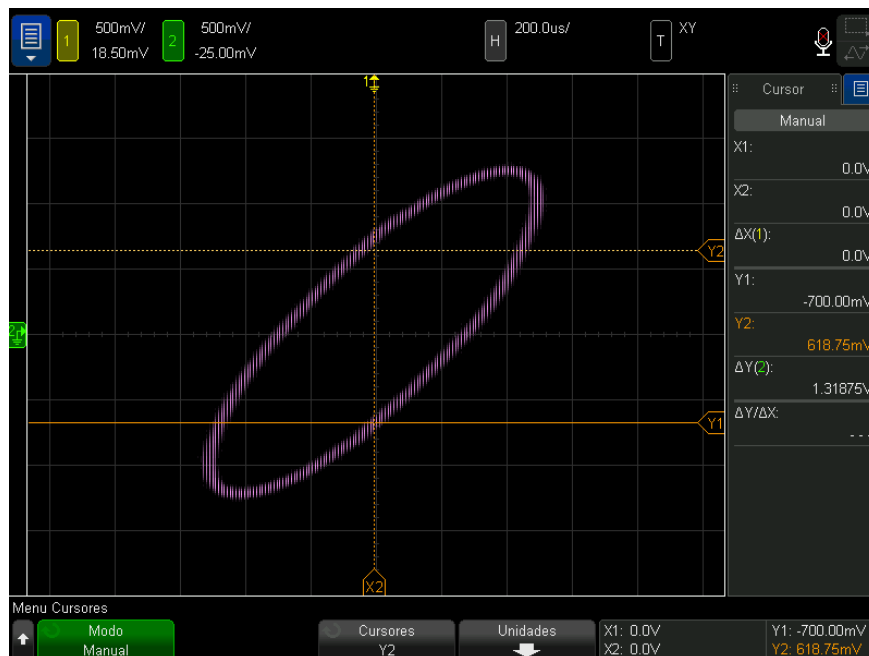 1 500mV/ 2 500mV/ H 200.0us/ T XY
18.50mV -25.00mV
1
Cursor
Manual
X1:
0.0V
X2:
0.0V
ΔX(1):
0.0V
Y1:
-700.00mV
Y2:
618.75mV
ΔY(2):
1.31875V
ΔY/ΔX:
---
Y2
2
Y1
X2
Menu Cursores
Modo
Manual
Cursores
Y2
Unidades
X1: 0.0V
X2: 0.0V
Y1: -700.00mV
Y2: 618.75mV